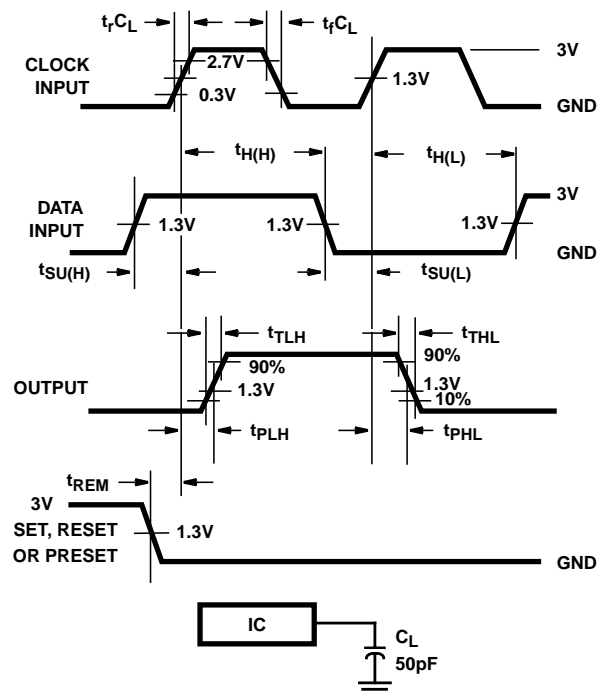 trCL
tfCL
CLOCK
INPUT
2.7V
0.3V
1.3V
3V
GND
tH(H)
tH(L)
DATA
INPUT
1.3V
1.3V
1.3V
3V
GND
tSU(H)
tSU(L)
tTLH
tTHL
90%
90%
OUTPUT
1.3V
1.3V
10%
tPLH
tPHL
tREM
3V
SET, RESET
OR PRESET
1.3V
GND
IC
CL
50pF